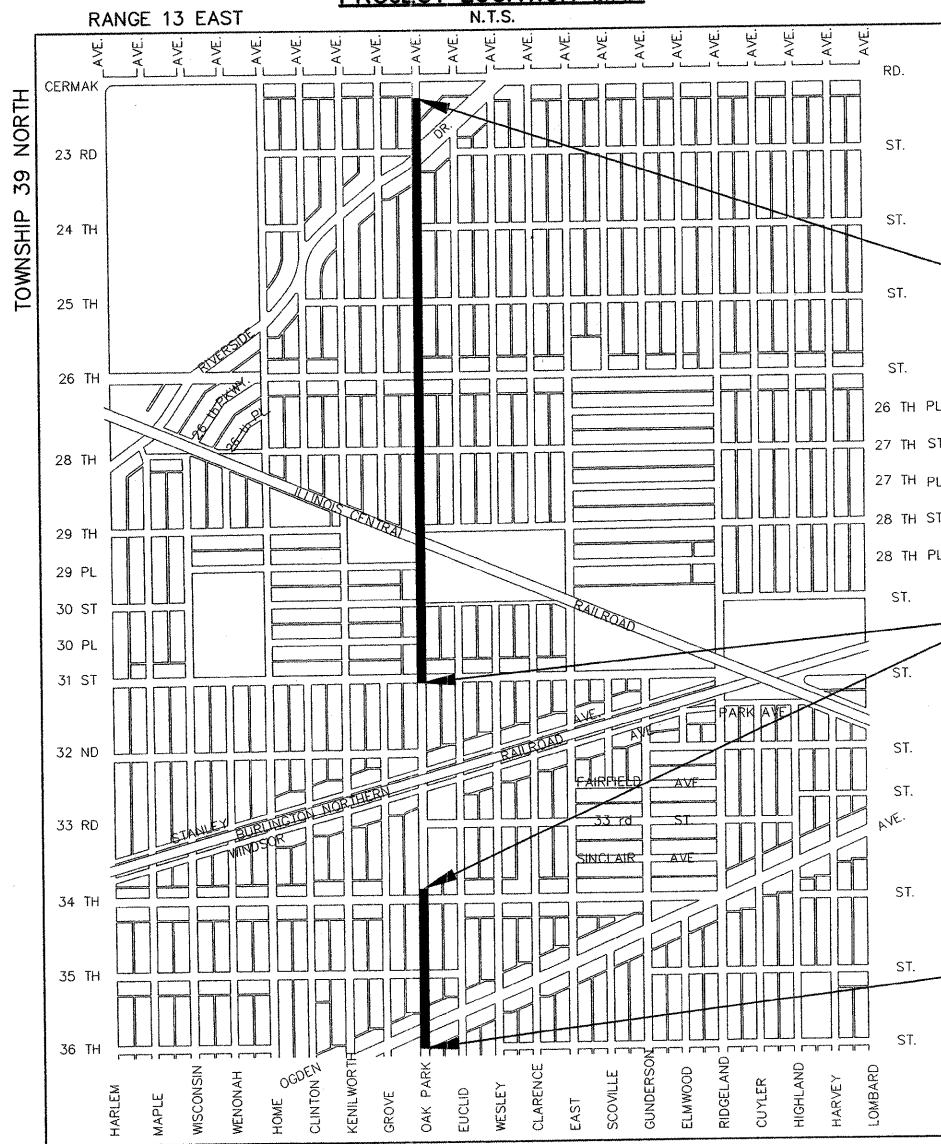 PROJECT LOCATION MAP
RANGE 13 EAST
N.T.S.
TOWNSHIP 39 NORTH
AVE. AVE. AVE. AVE. AVE. AVE. AVE. AVE. AVE. AVE. AVE. AVE. AVE. AVE. AVE. AVE. AVE. AVE. AVE. AVE. AVE.
CERMAK
RD.
DR.
23 RD
ST.
24 TH
ST.
25 TH
ST.
RIVERSIDE
26 TH
ST.
26 th PKWY.
26 th PL
26 TH PL
27 TH ST
28 TH
27 TH PL
ILLINOIS CENTRAL
28 TH ST
29 TH
28 TH PL
29 PL
ST.
30 ST
RAILROAD
30 PL
31 ST
ST.
AVE.
PARK AVE
AVE
32 ND
RAILROAD
ST.
FAIRFIELD AVE
ST.
BURLINGTON NORTHERN
33 RD
STANLEY
33 rd ST.
AVE.
WINDSOR
SINCLAIR AVE
34 TH
ST.
35 TH
ST.
36 TH
ST.
OGDEN
HARLEM
MAPLE
WISCONSIN
WENONAH
HOME
CLINTON
KENILWORTH
GROVE
OAK PARK
EUCLID
WESLEY
CLARENCE
EAST
SCOVILLE
GUNDERSON
ELMWOOD
RIDGELAND
CUYLER
HIGHLAND
HARVEY
LOMBARD